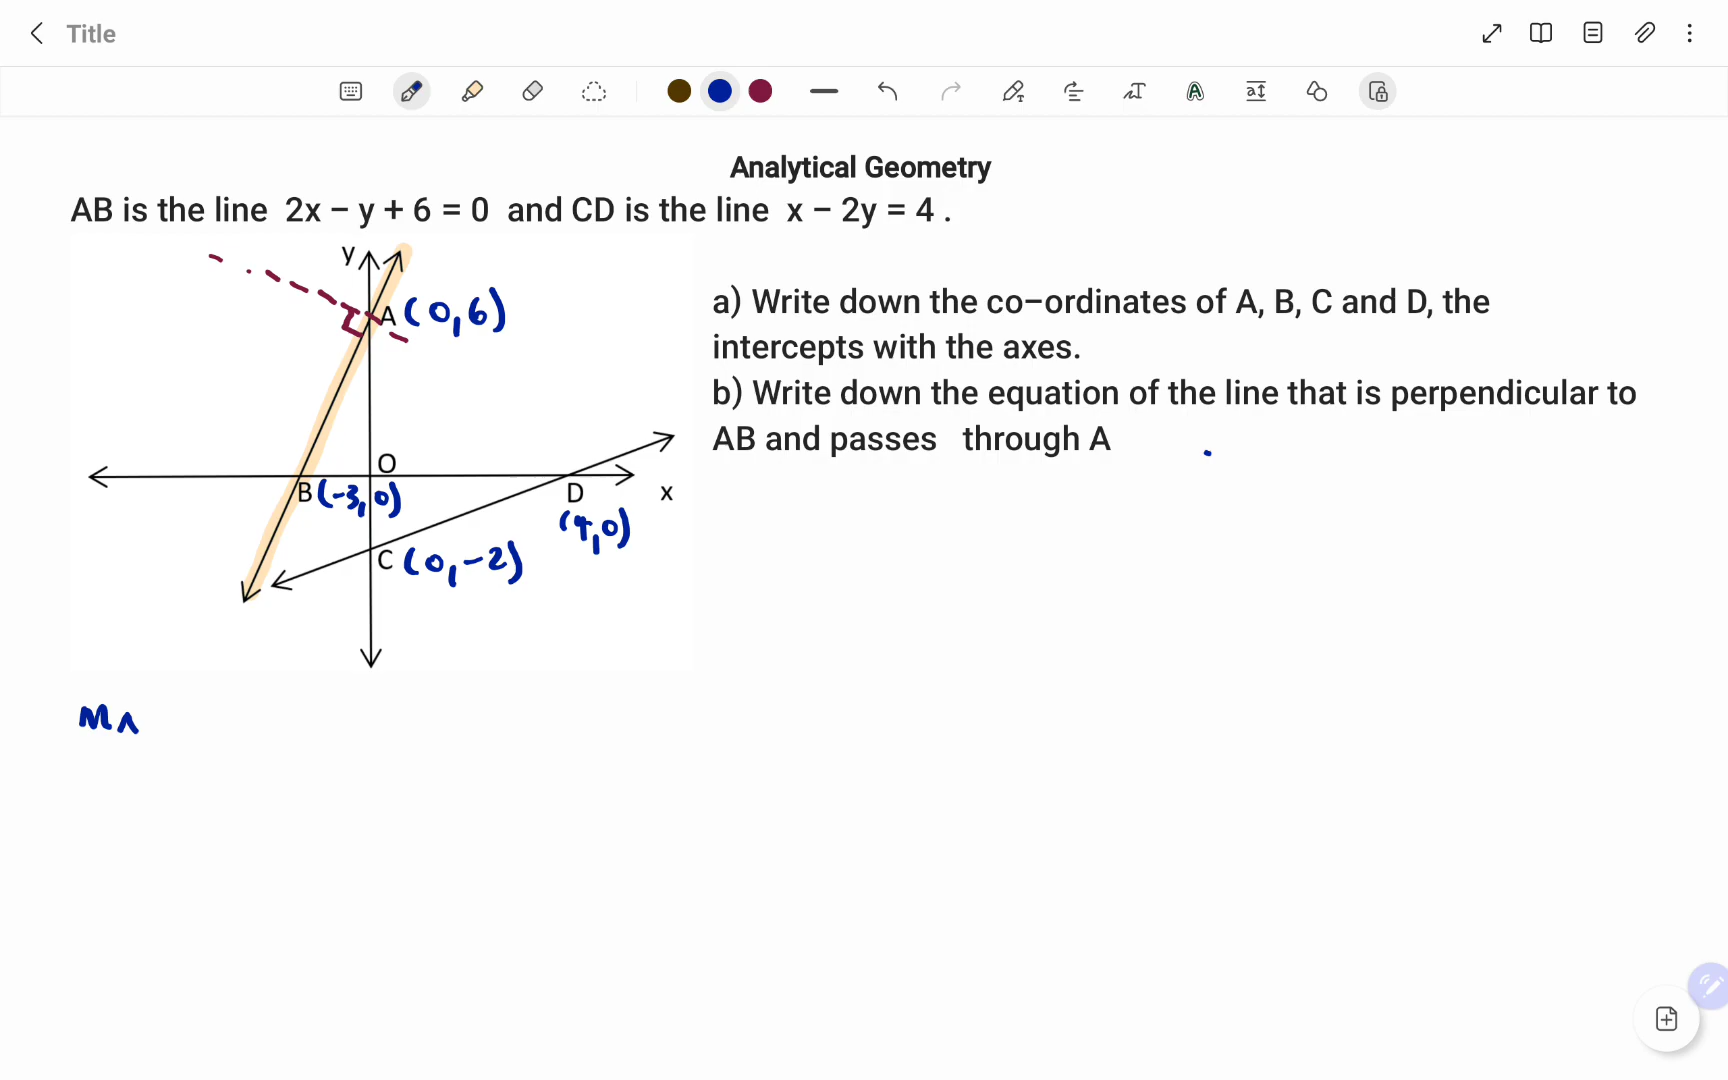 Title
Analytical Geometry
AB is the line 2x – y + 6 = 0 and CD is the line x – 2y = 4 .
y
A (0,6)
a) Write down the co–ordinates of A, B, C and D, the
intercepts with the axes.
b) Write down the equation of the line that is perpendicular to
AB and passes through A
O
B (-3,0)
D
x
(4,0)
C (0,-2)
M